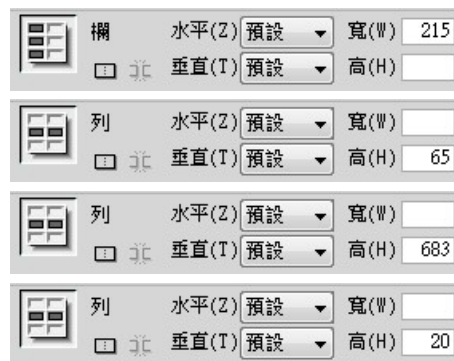 欄 水平(Z) 預設 寬(W) 215
垂直(T) 預設 高(H)
列 水平(Z) 預設 寬(W)
垂直(T) 預設 高(H) 65
列 水平(Z) 預設 寬(W)
垂直(T) 預設 高(H) 683
列 水平(Z) 預設 寬(W)
垂直(T) 預設 高(H) 20